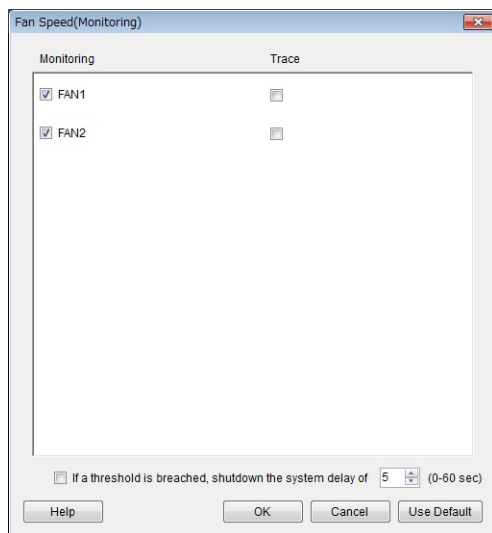 Fan Speed(Monitoring)
Monitoring Trace
FAN1
FAN2
If a threshold is breached, shutdown the system delay of 5 (0-60 sec)
Help OK Cancel Use Default